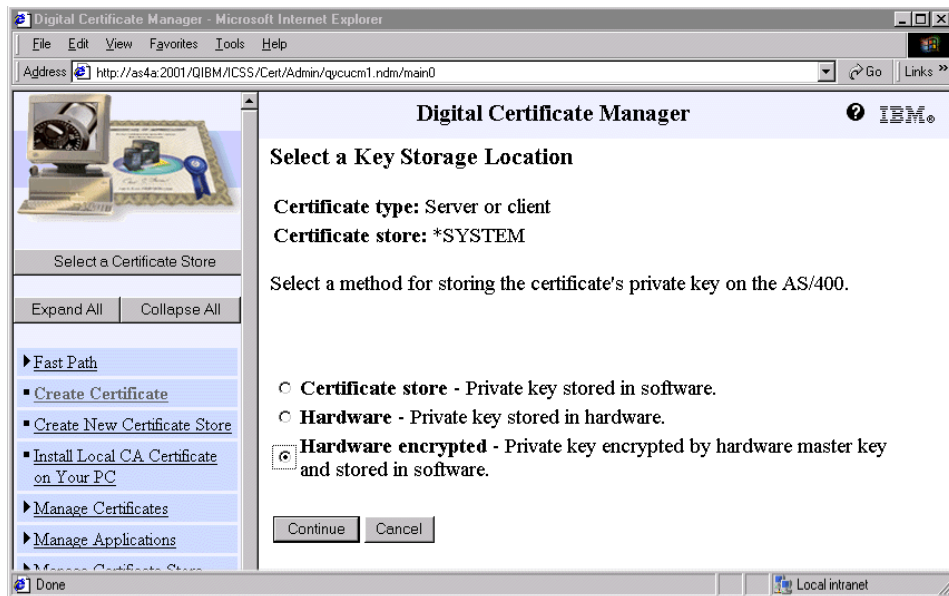 Digital Certificate Manager - Microsoft Internet Explorer
File Edit View Favorites Tools Help
Address http://as4a:2001/QIBM/ICSS/Cert/Admin/qycucm1.ndm/main0 Go Links »
Digital Certificate Manager
IBM®
Select a Certificate Store
Expand All Collapse All
Fast Path
Create Certificate
Create New Certificate Store
Install Local CA Certificate
on Your PC
Manage Certificates
Manage Applications
Manage Certificate Store
Select a Key Storage Location
Certificate type: Server or client
Certificate store: *SYSTEM
Select a method for storing the certificate's private key on the AS/400.
Certificate store - Private key stored in software.
Hardware - Private key stored in hardware.
Hardware encrypted - Private key encrypted by hardware master key
and stored in software.
Continue Cancel
Done
Local intranet